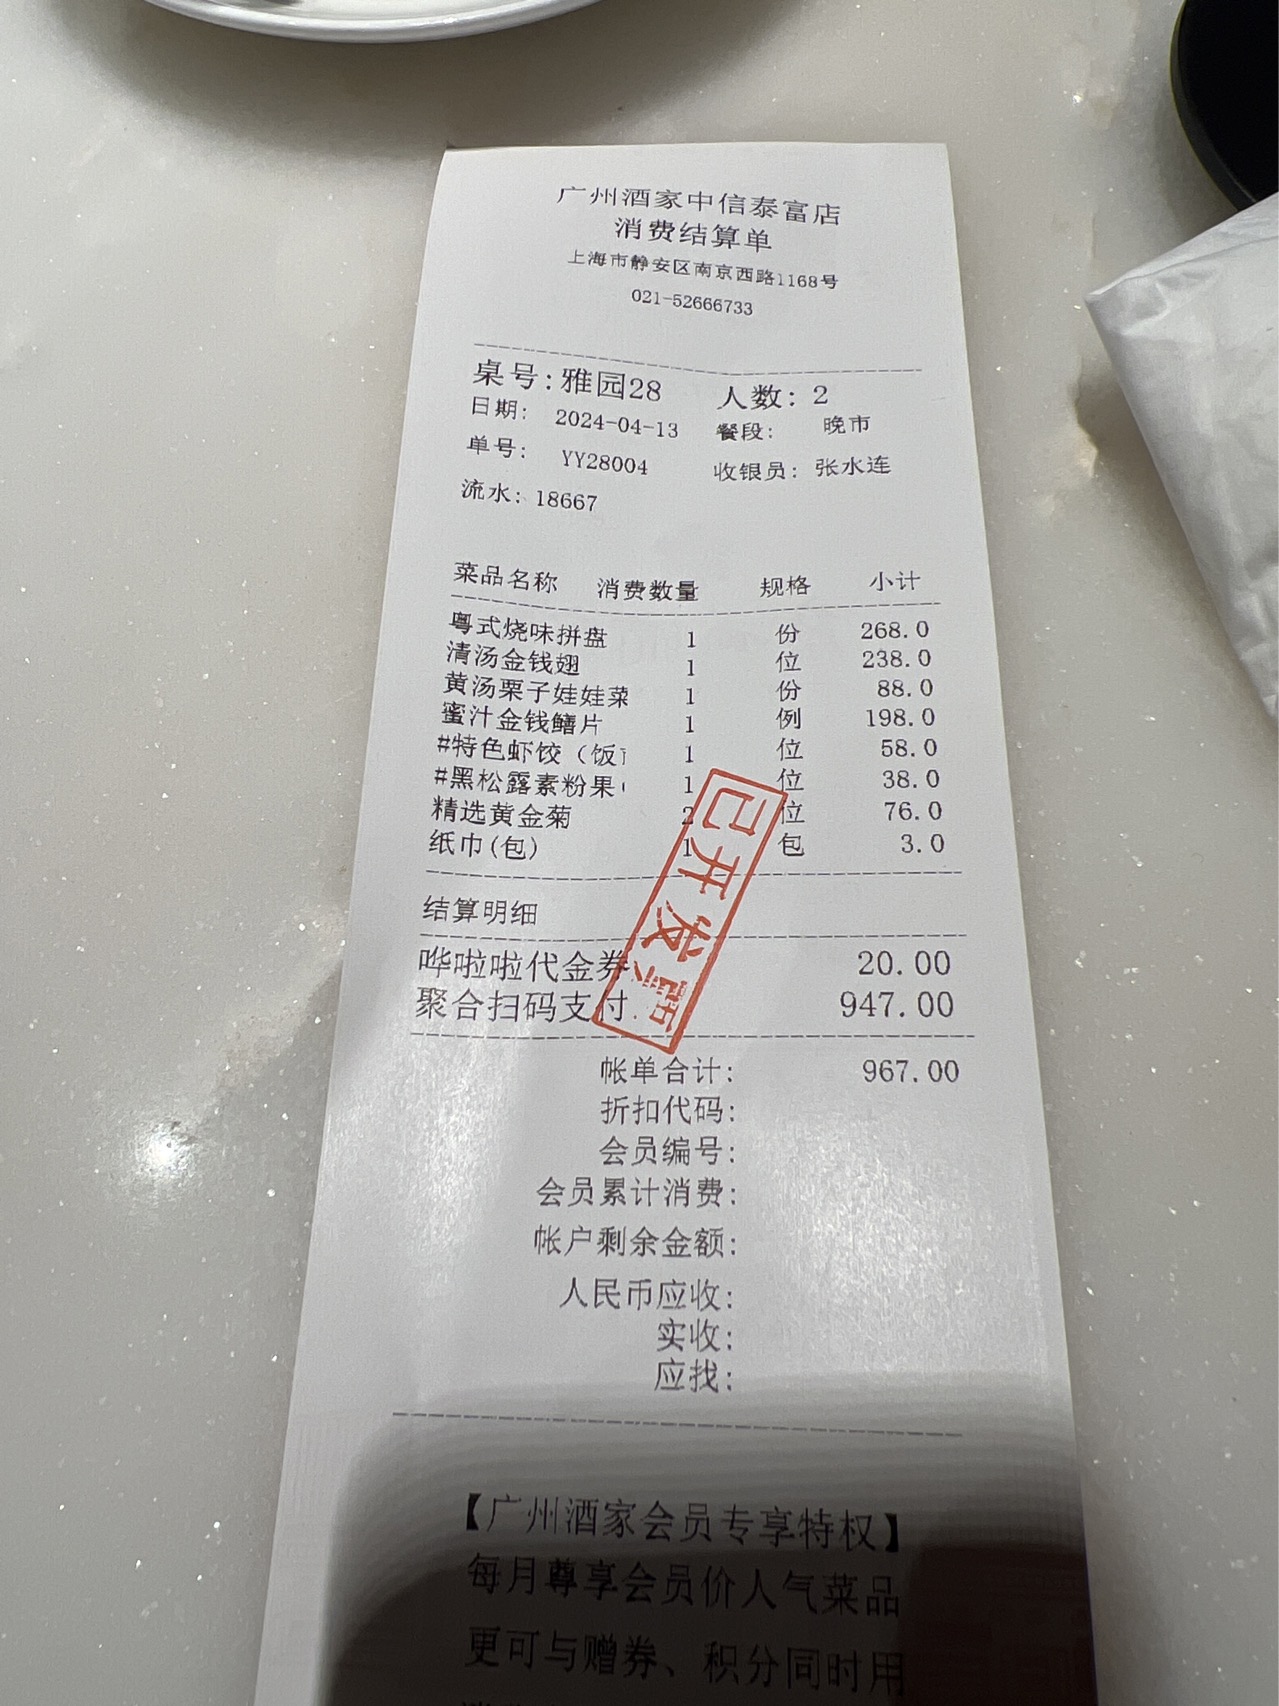 广州酒家中信泰富店
消费结算单
上海市静安区南京西路1168号
021-52666733
桌号:雅园28 人数: 2
日期: 2024-04-13 餐段: 晚市
单号: YY28004 收银员: 张水连
流水: 18667
菜品名称 消费数量 规格 小计
粤式烧味拼盘 1 份 268.0
清汤金钱翅 1 位 238.0
黄汤栗子娃娃菜 1 份 88.0
蜜汁金钱鳝片 1 例 198.0
#特色虾饺（饭 1 位 58.0
#黑松露素粉果 1 位 38.0
精选黄金菊 2 位 76.0
纸巾(包) 1 包 3.0
已开发票
结算明细
哗啦啦代金券 20.00
聚合扫码支付 947.00
帐单合计: 967.00
折扣代码:
会员编号:
会员累计消费:
帐户剩余金额:
人民币应收:
实收:
应找:
【广州酒家会员专享特权】
每月尊享会员价人气菜品
更可与赠券、积分同时用